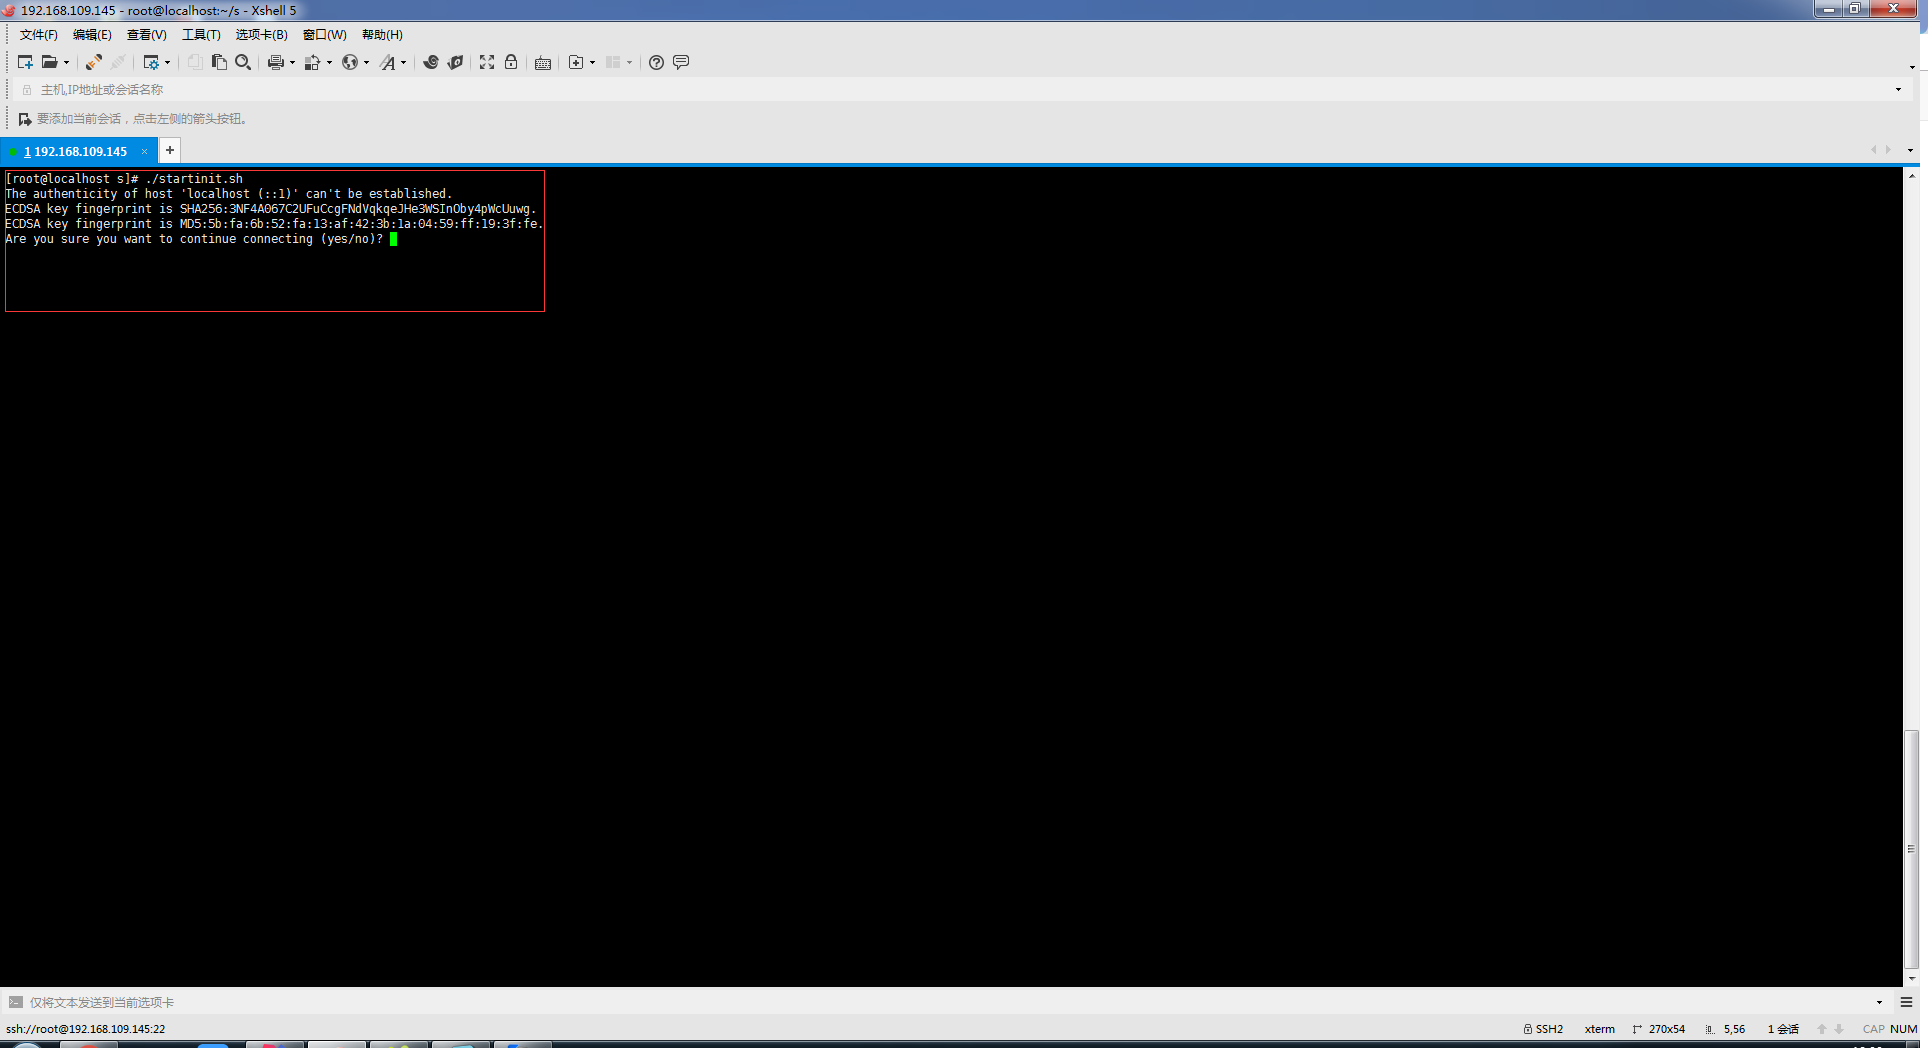 192.168.109.145 - root@localhost:~/s - Xshell 5
文件(F) 编辑(E) 查看(V) 工具(T) 选项卡(B) 窗口(W) 帮助(H)
主机,IP地址或会话名称
要添加当前会话，点击左侧的箭头按钮。
1 192.168.109.145 × +
[root@localhost s]# ./startinit.sh
The authenticity of host 'localhost (::1)' can't be established.
ECDSA key fingerprint is SHA256:3NF4A067C2UFuCcgFNdVqkqeJHe3WSInOby4pWcUuwg.
ECDSA key fingerprint is MD5:5b:fa:6b:52:fa:13:af:42:3b:1a:04:59:ff:19:3f:fe.
Are you sure you want to continue connecting (yes/no)?
仅将文本发送到当前选项卡
ssh://root@192.168.109.145:22 SSH2 xterm 270x54 5,56 1 会话 CAP NUM